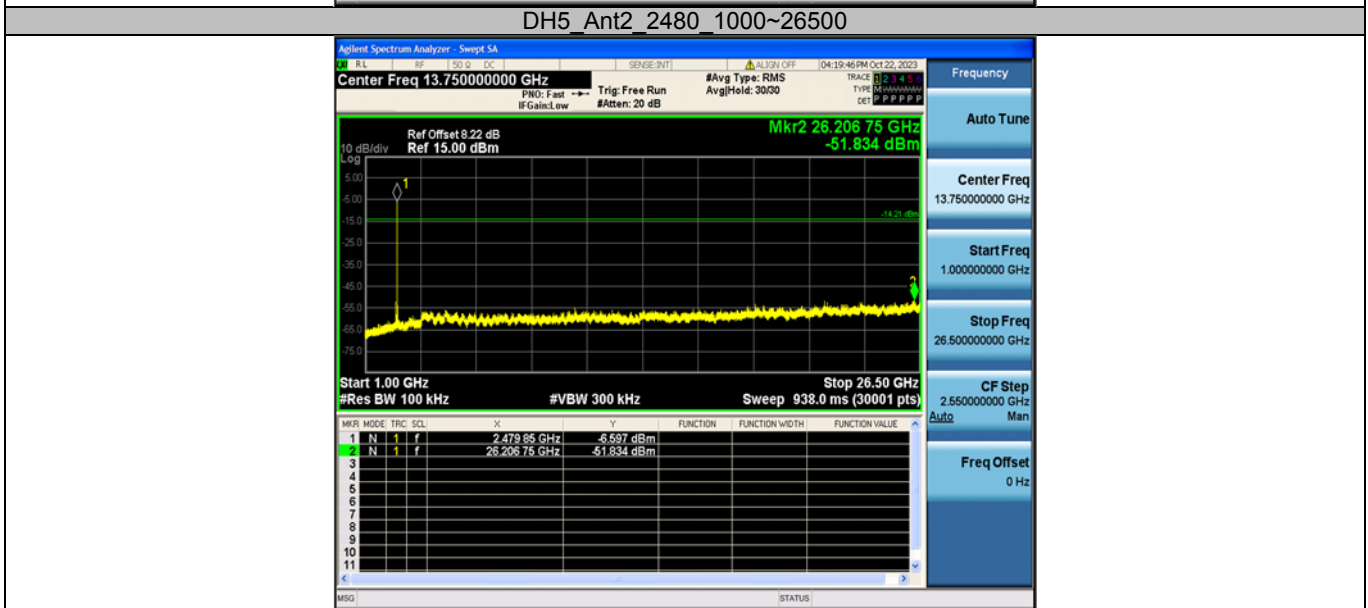 DH5_Ant2_2480_1000~26500
Agilent Spectrum Analyzer - Swept SA
RL RF 50 Ω DC SENSE:INT ALIGN OFF 04:19:46 PM Oct 22, 2023
Center Freq 13.750000000 GHz
PNO: Fast
IFGain:Low
Trig: Free Run
#Atten: 20 dB
#Avg Type: RMS
Avg|Hold: 30/30
TRACE 1 2 3 4 5 6
TYPE M
DET P P P P P P
Frequency
Auto Tune
Center Freq
13.750000000 GHz
Start Freq
1.000000000 GHz
Stop Freq
26.500000000 GHz
CF Step
2.550000000 GHz
Auto Man
Freq Offset
0 Hz
Mkr2 26.206 75 GHz
-51.834 dBm
Ref Offset 8.22 dB
10 dB/div Ref 15.00 dBm
Log
5.00
-5.00
-15.0
-25.0
-35.0
-45.0
-55.0
-65.0
-75.0
1
-14.21 dBm
2
Start 1.00 GHz Stop 26.50 GHz
#Res BW 100 kHz #VBW 300 kHz Sweep 938.0 ms (30001 pts)
MKR MODE TRC SCL X Y FUNCTION FUNCTION WIDTH FUNCTION VALUE
1 N 1 f 2.479 85 GHz -6.597 dBm
2 N 1 f 26.206 75 GHz -51.834 dBm
3
4
5
6
7
8
9
10
11
MSG STATUS